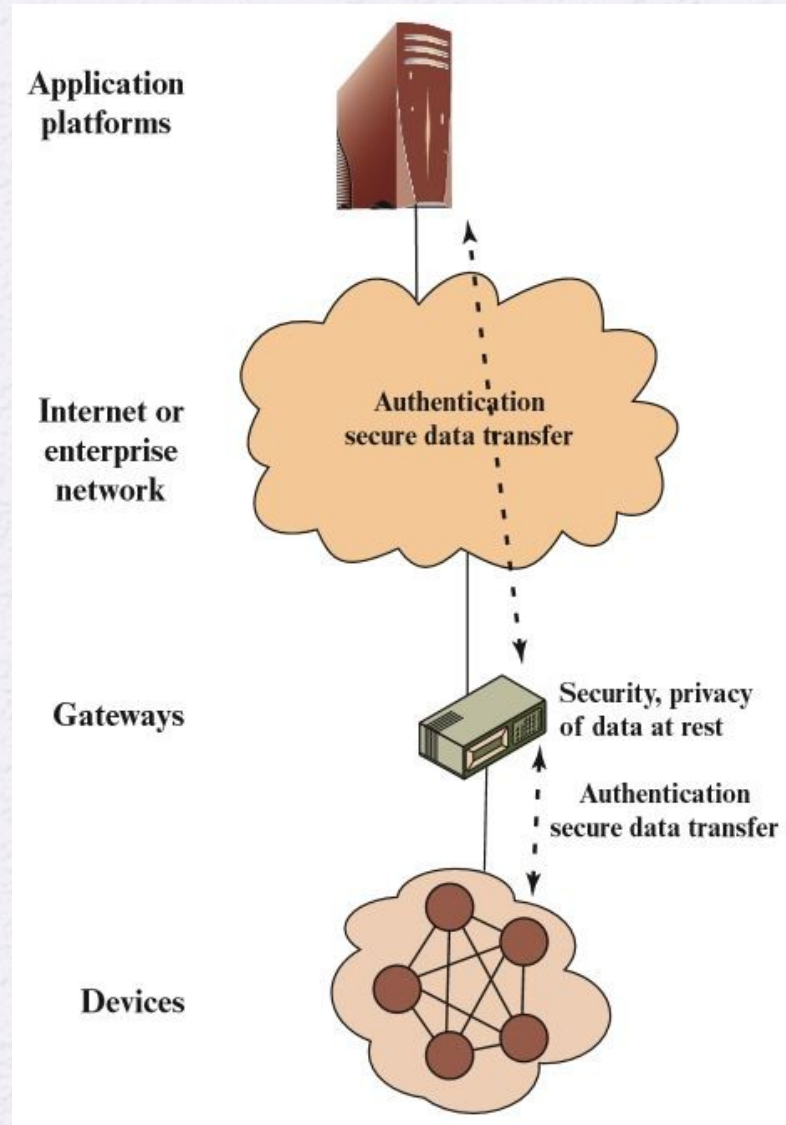 Application
platforms
Internet or
enterprise
network
Authentication
secure data transfer
Gateways
Security, privacy
of data at rest
Authentication
secure data transfer
Devices